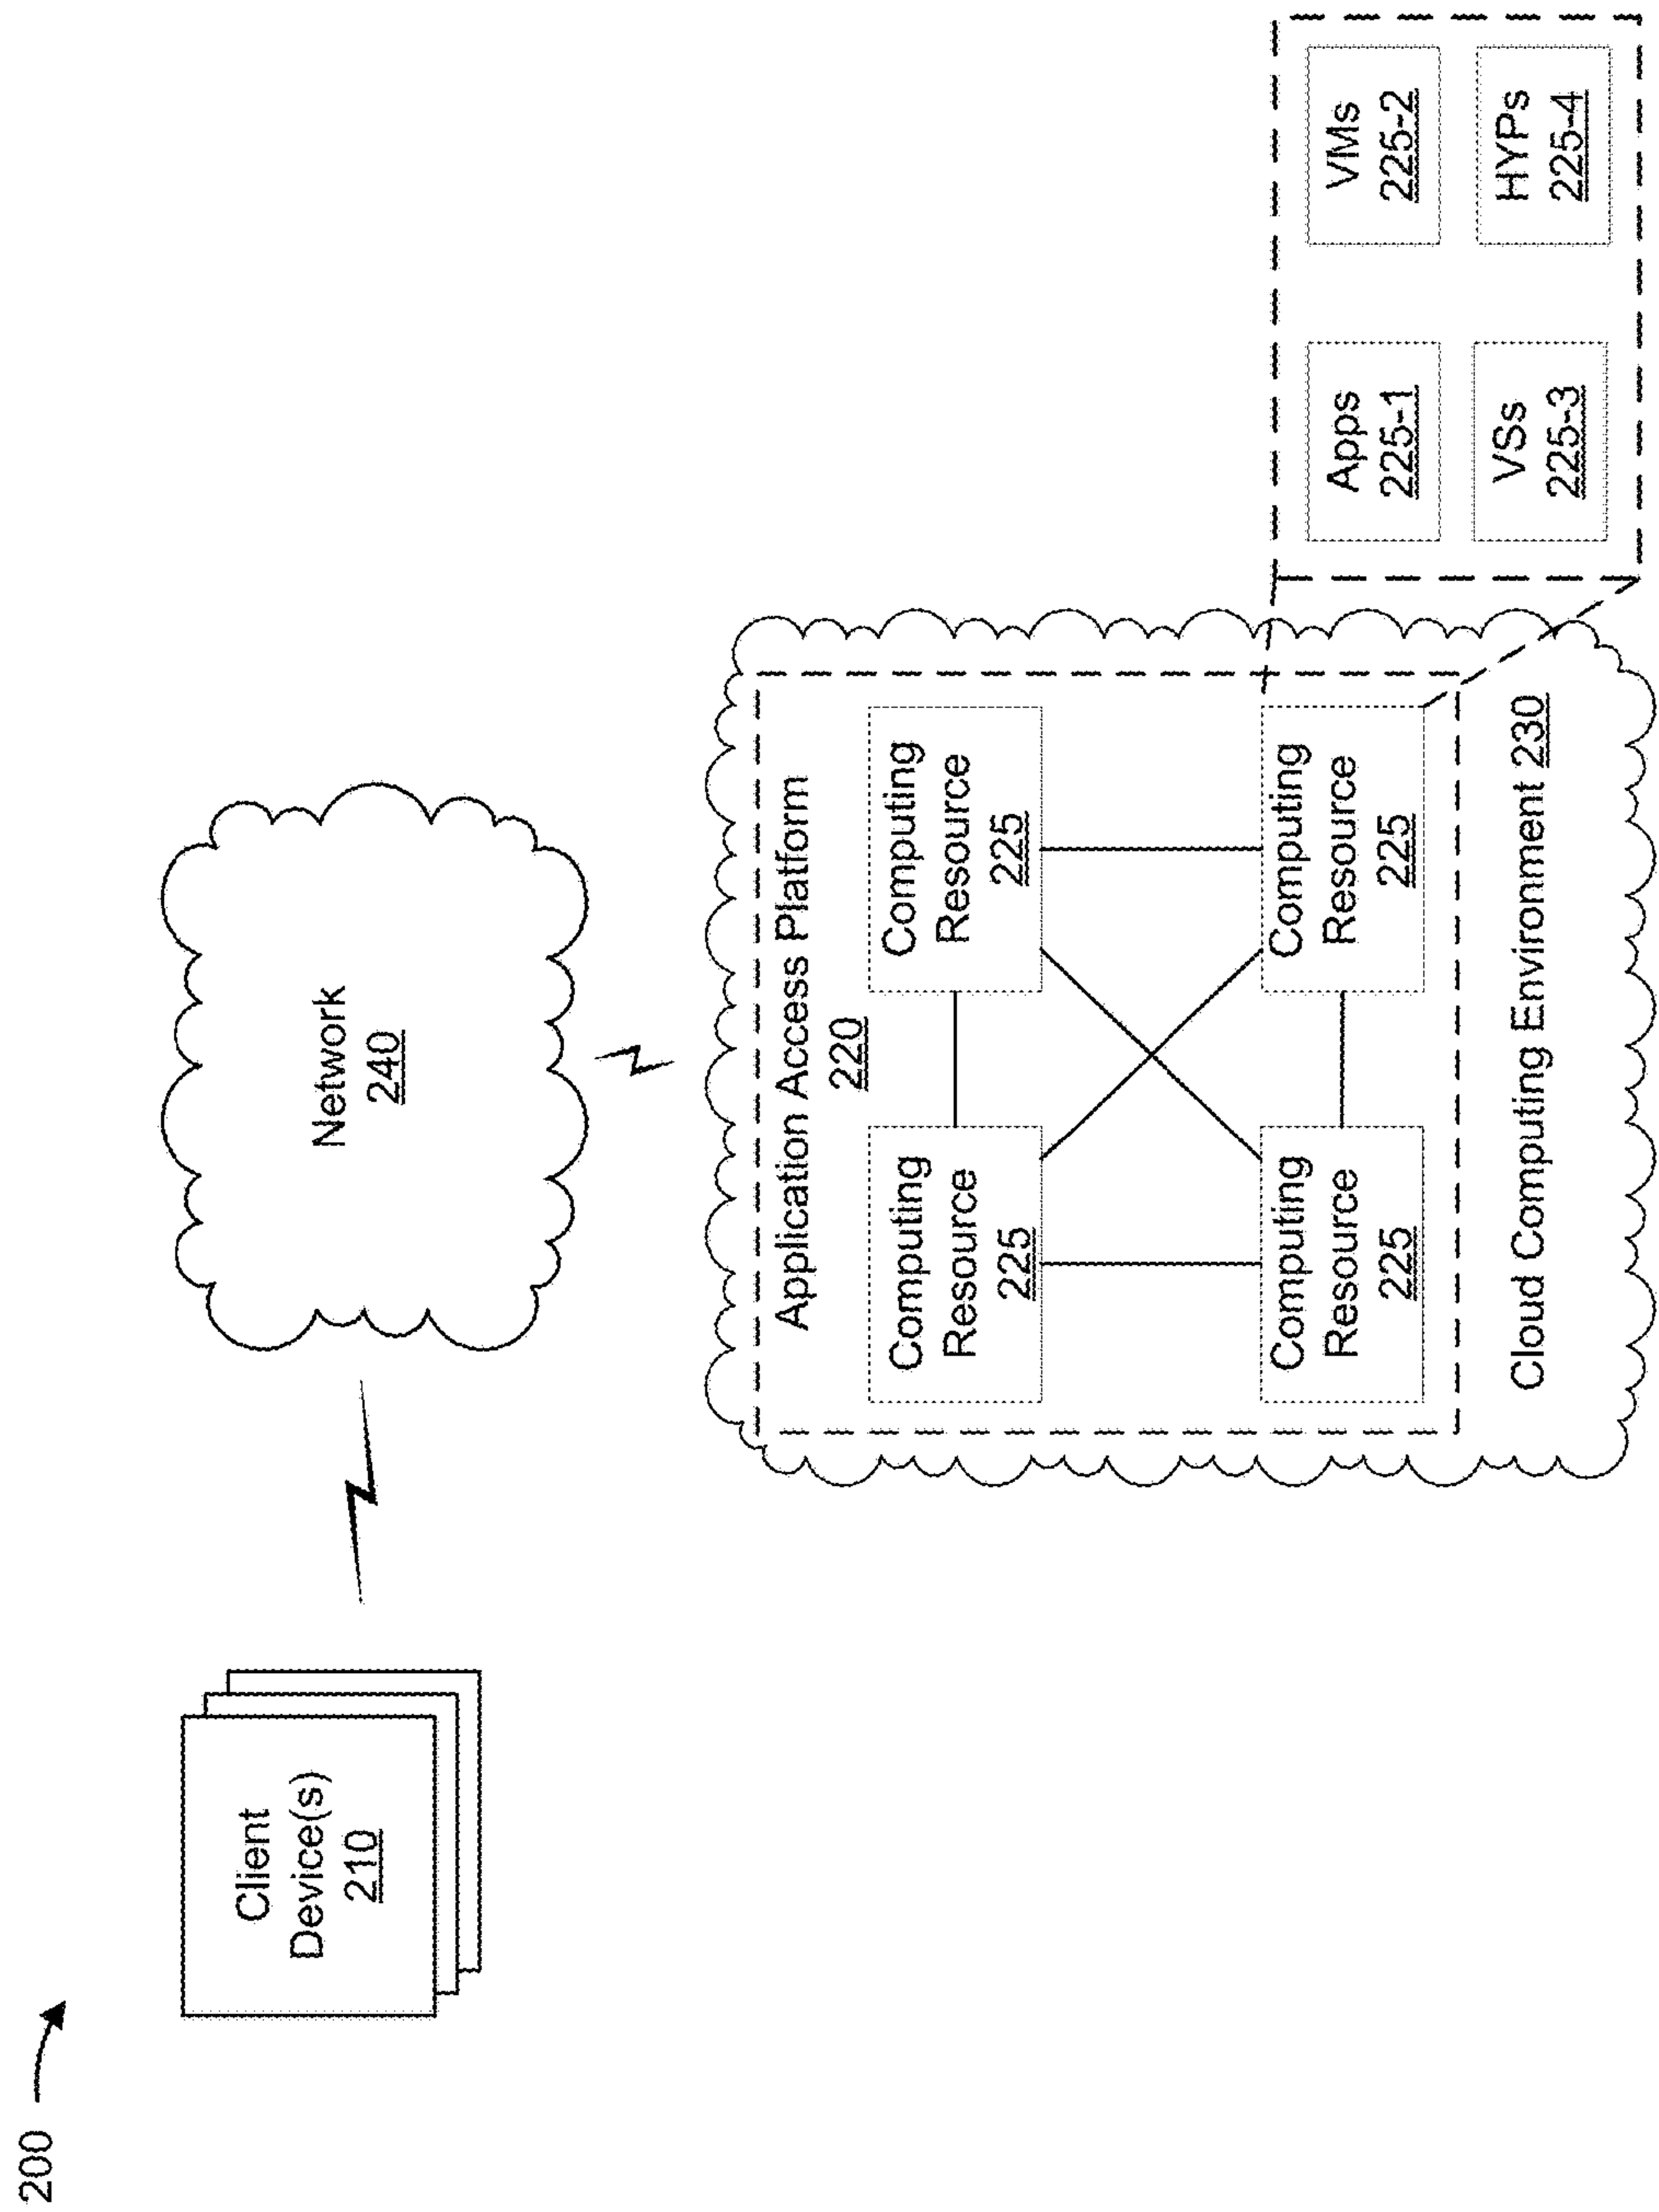 200
Client
Device(s)
210
Network
240
Application Access Platform
220
Computing
Resource
225
Computing
Resource
225
Computing
Resource
225
Computing
Resource
225
Cloud Computing Environment 230
Apps
225-1
VMs
225-2
VSs
225-3
HYPs
225-4